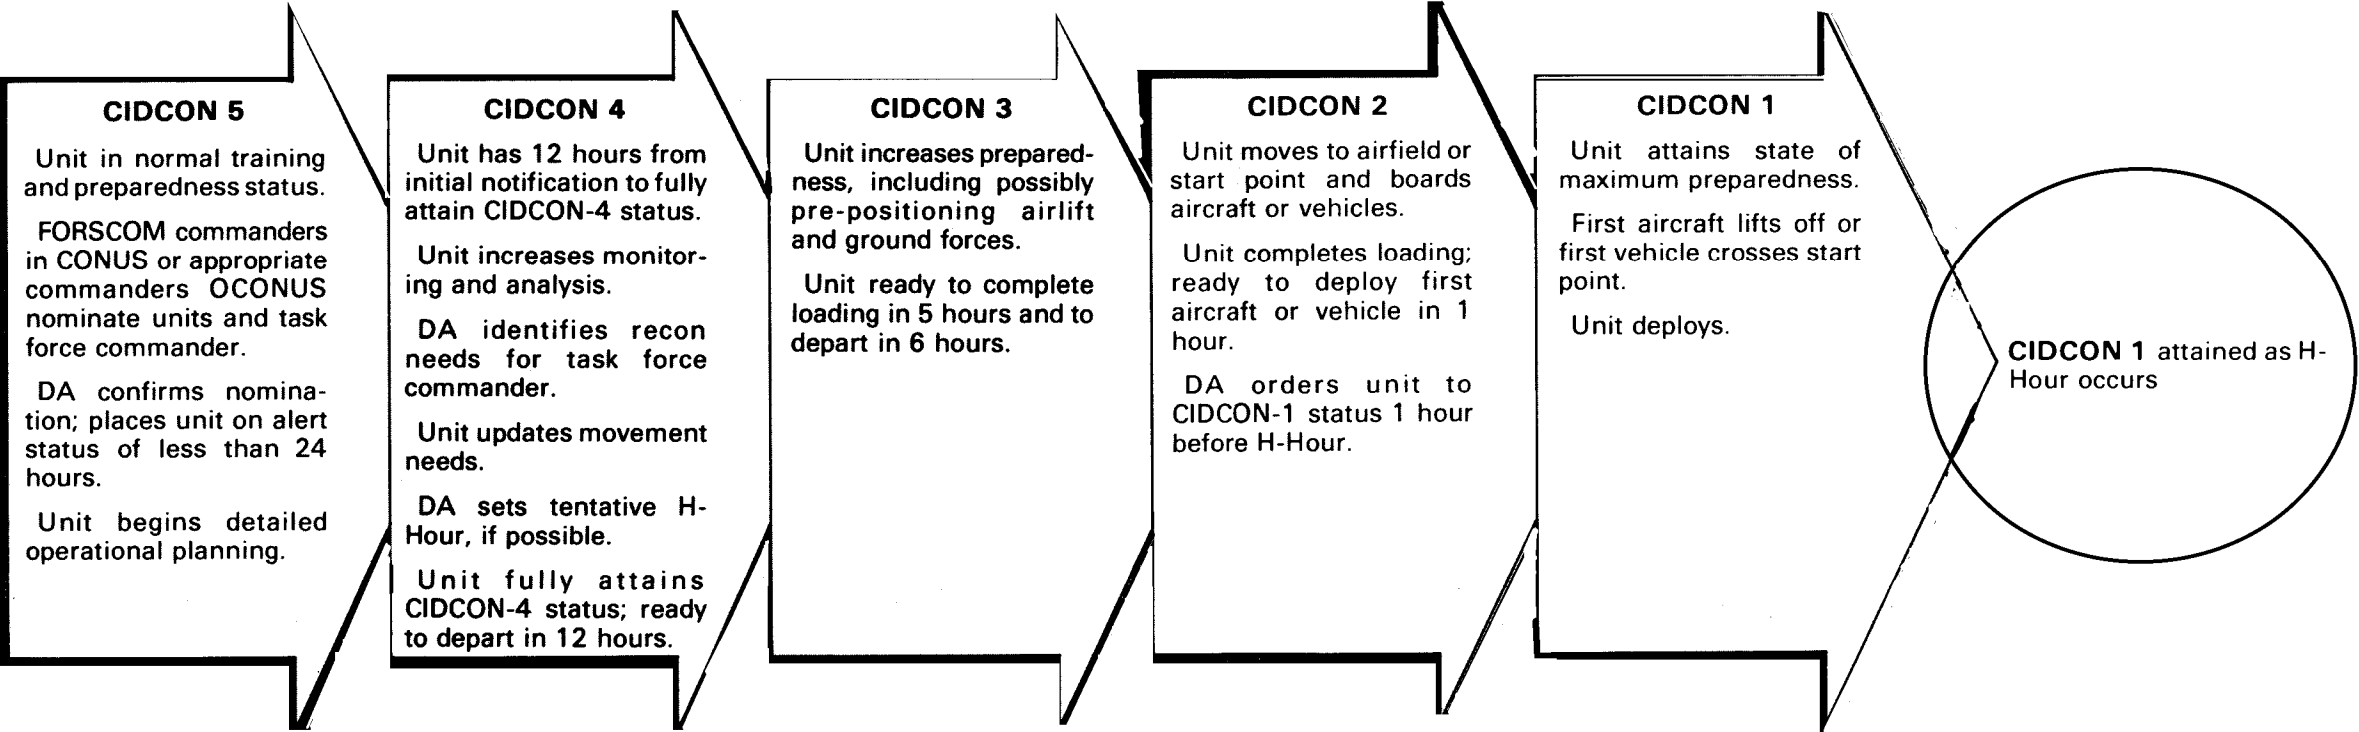 CIDCON 5
Unit in normal training
and preparedness status.
FORSCOM commanders
in CONUS or appropriate
commanders OCONUS
nominate units and task
force commander.
DA confirms nomina-
tion; places unit on alert
status of less than 24
hours.
Unit begins detailed
operational planning.
CIDCON 4
Unit has 12 hours from
initial notification to fully
attain CIDCON-4 status.
Unit increases monitor-
ing and analysis.
DA identifies recon
needs for task force
commander.
Unit updates movement
needs.
DA sets tentative H-
Hour, if possible.
Unit fully attains
CIDCON-4 status; ready
to depart in 12 hours.
CIDCON 3
Unit increases prepared-
ness, including possibly
pre-positioning airlift
and ground forces.
Unit ready to complete
loading in 5 hours and to
depart in 6 hours.
CIDCON 2
Unit moves to airfield or
start point and boards
aircraft or vehicles.
Unit completes loading;
ready to deploy first
aircraft or vehicle in 1
hour.
DA orders unit to
CIDCON-1 status 1 hour
before H-Hour.
CIDCON 1
Unit attains state of
maximum preparedness.
First aircraft lifts off or
first vehicle crosses start
point.
Unit deploys.
CIDCON 1 attained as H-
Hour occurs